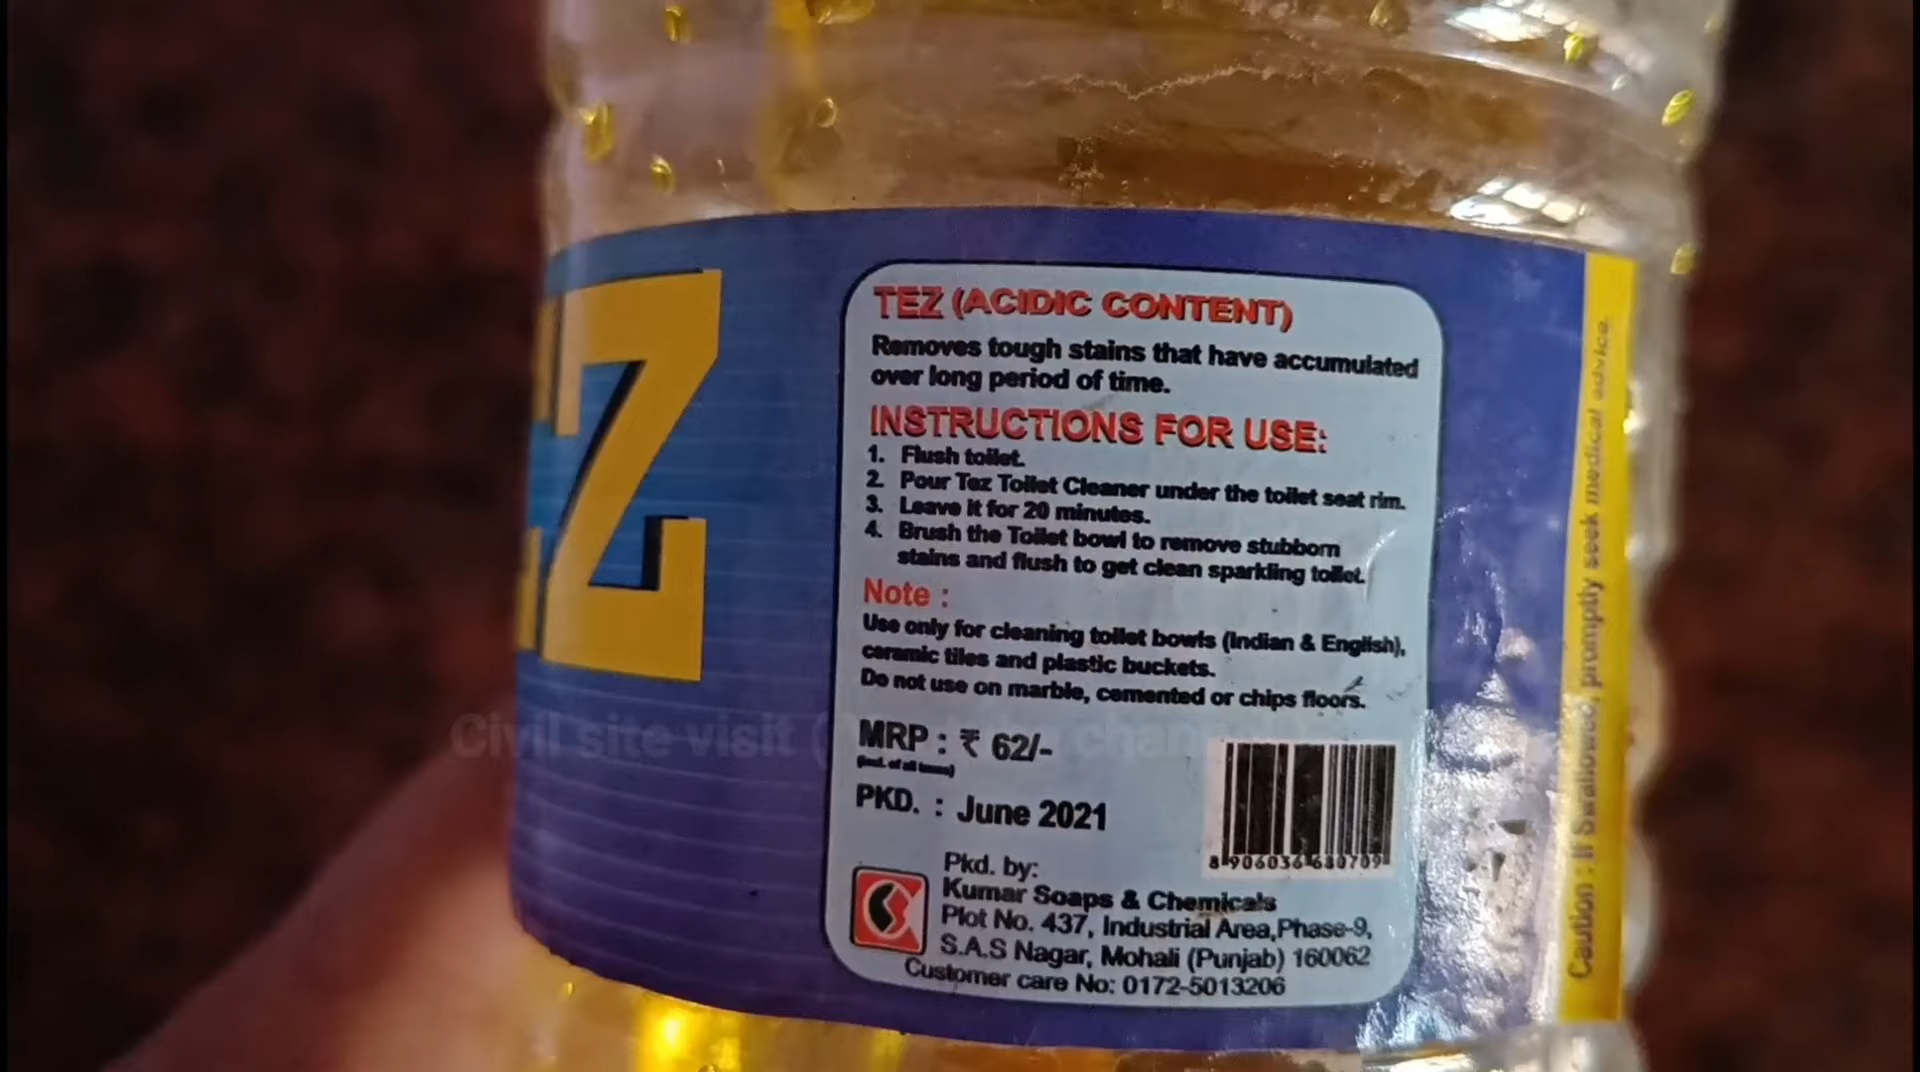 EZ
TEZ (ACIDIC CONTENT)
Removes tough stains that have accumulated
over long period of time.
INSTRUCTIONS FOR USE:
1. Flush toilet.
2. Pour Tez Toilet Cleaner under the toilet seat rim.
3. Leave it for 20 minutes.
4. Brush the Toilet bowl to remove stubborn
stains and flush to get clean sparkling toilet.
Note :
Use only for cleaning toilet bowls (Indian & English),
ceramic tiles and plastic buckets.
Do not use on marble, cemented or chips floors.
MRP : ₹ 62/-
(Incl. of all taxes)
PKD. : June 2021
8 906036 680709
Pkd. by:
Kumar Soaps & Chemicals
Plot No. 437, Industrial Area,Phase-9,
S.A.S Nagar, Mohali (Punjab) 160062
Customer care No: 0172-5013206
Caution : If Swallowed, promptly seek medical advice.
Civil site visit (